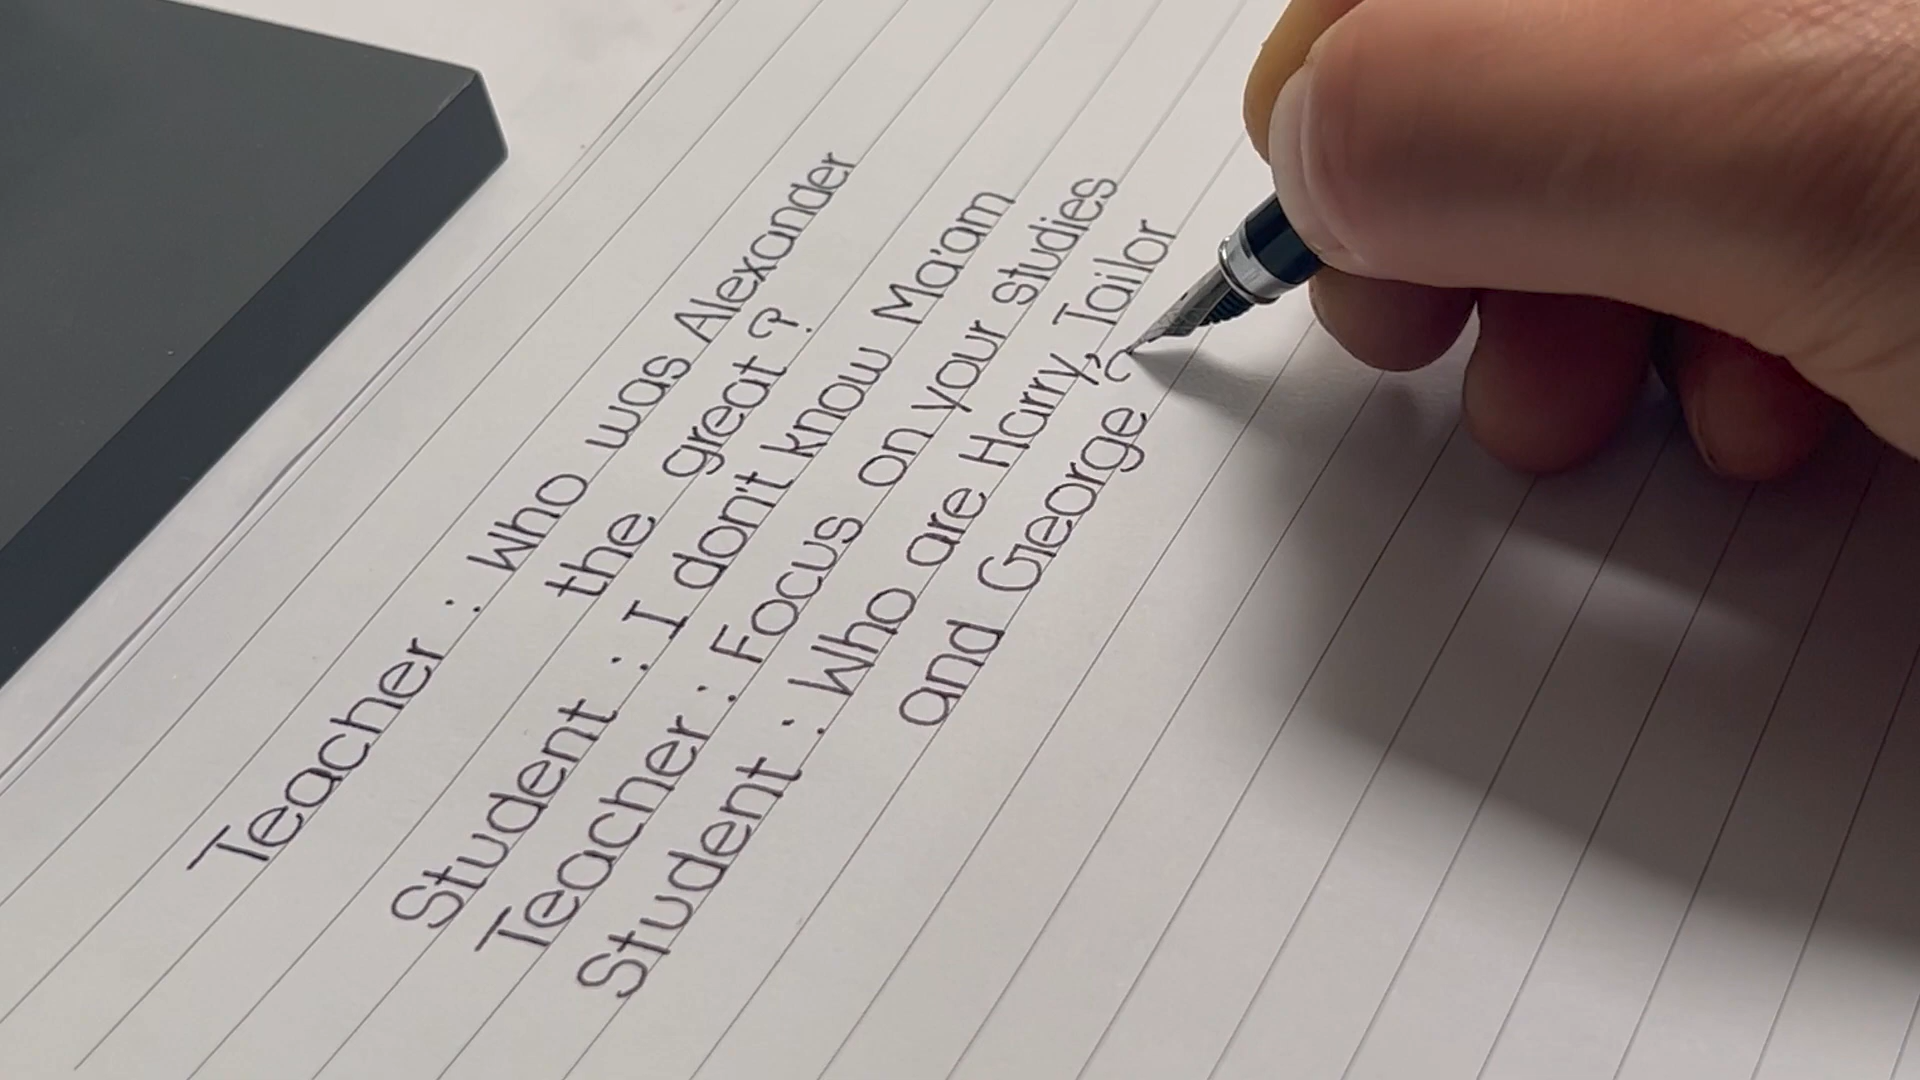 Teacher : Who was Alexander
the great ?
Student : I don't know Ma'am
Teacher : Focus on your studies
Student : Who are Harry, Tailor
and George ?